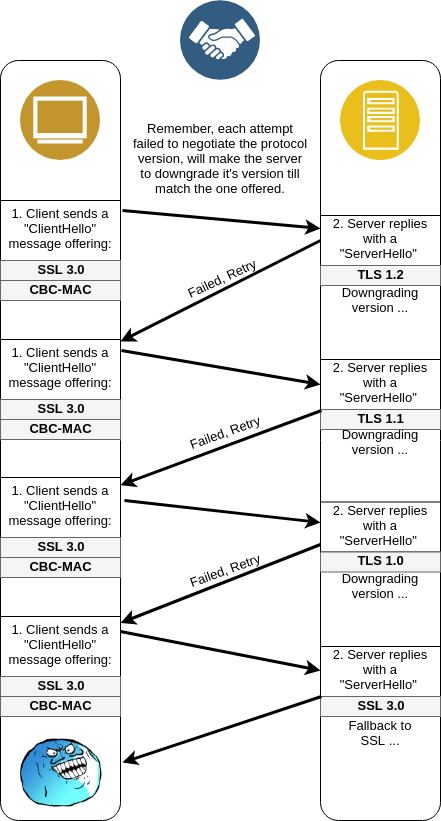 Remember, each attempt
failed to negotiate the protocol
version, will make the server
to downgrade it's version till
match the one offered.
1. Client sends a
"ClientHello"
message offering:
SSL 3.0
CBC-MAC
2. Server replies
with a
"ServerHello"
TLS 1.2
Downgrading
version ...
Failed, Retry
1. Client sends a
"ClientHello"
message offering:
SSL 3.0
CBC-MAC
2. Server replies
with a
"ServerHello"
TLS 1.1
Downgrading
version ...
Failed, Retry
1. Client sends a
"ClientHello"
message offering:
SSL 3.0
CBC-MAC
2. Server replies
with a
"ServerHello"
TLS 1.0
Downgrading
version ...
Failed, Retry
1. Client sends a
"ClientHello"
message offering:
SSL 3.0
CBC-MAC
2. Server replies
with a
"ServerHello"
SSL 3.0
Fallback to
SSL ...